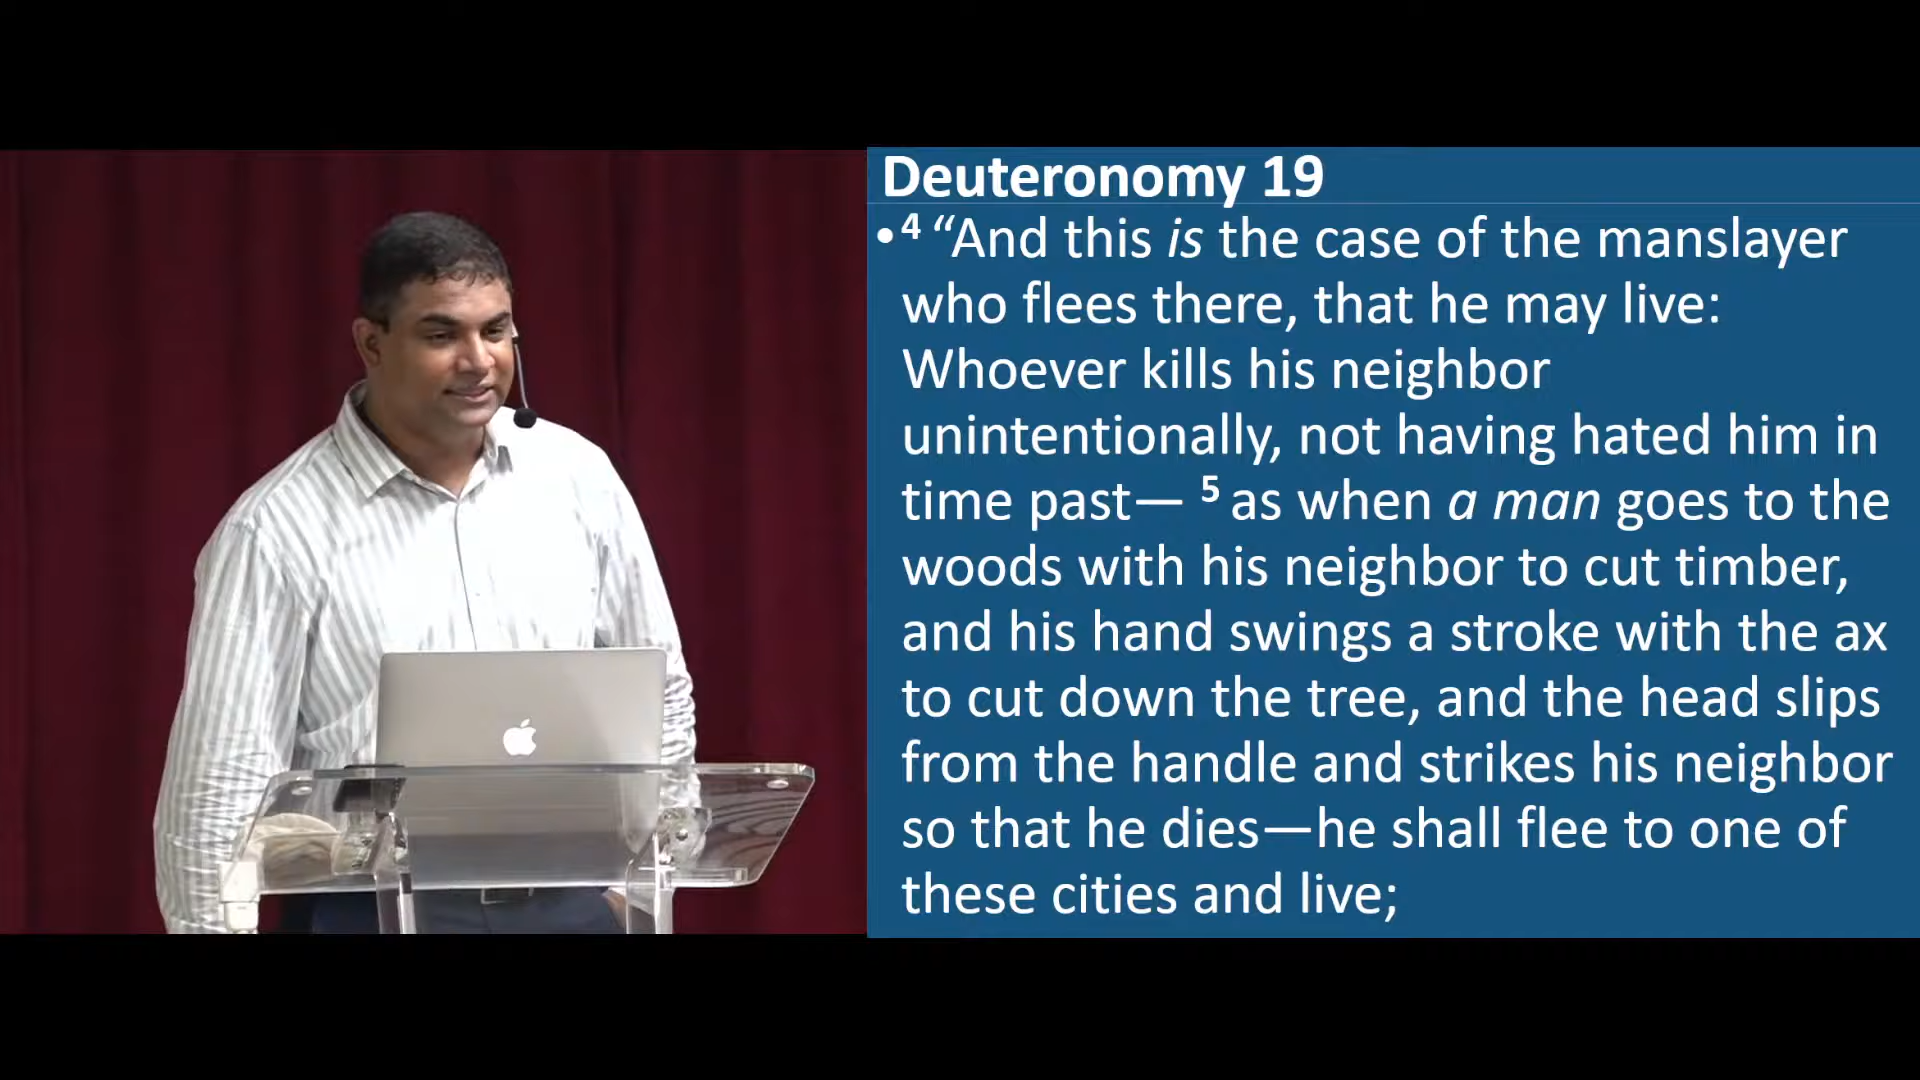 Deuteronomy 19
•⁴ “And this is the case of the manslayer
who flees there, that he may live:
Whoever kills his neighbor
unintentionally, not having hated him in
time past— ⁵ as when a man goes to the
woods with his neighbor to cut timber,
and his hand swings a stroke with the ax
to cut down the tree, and the head slips
from the handle and strikes his neighbor
so that he dies—he shall flee to one of
these cities and live;